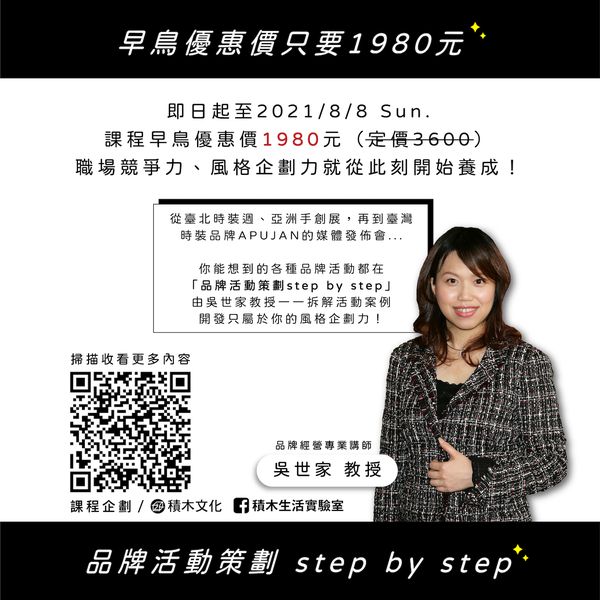 早鳥優惠價只要1980元
即日起至2021/8/8 Sun.
課程早鳥優惠價1980元（定價3600）
職場競爭力、風格企劃力就從此刻開始養成！
從臺北時裝週、亞洲手創展，再到臺灣
時裝品牌APUJAN的媒體發佈會...
你能想到的各種品牌活動都在
「品牌活動策劃step by step」
由吳世家教授一一拆解活動案例
開發只屬於你的風格企劃力！
掃描收看更多內容
品牌經營專業講師
吳世家 教授
課程企劃 / 積木文化 積木生活實驗室
品牌活動策劃 step by step